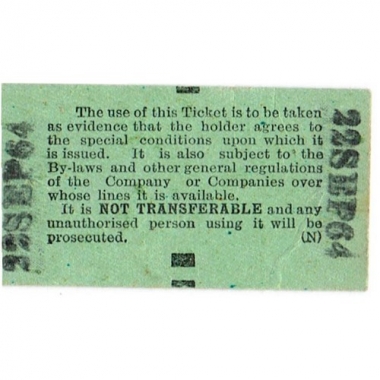 The use of this Ticket is to be taken
as evidence that the holder agrees to
the special conditions upon which it
is issued. It is also subject to the
By-laws and other general regulations
of the Company or Companies over
whose lines it is available.
It is NOT TRANSFERABLE and any
unauthorised person using it will be
prosecuted. (N)
22SEP64
22SEP64